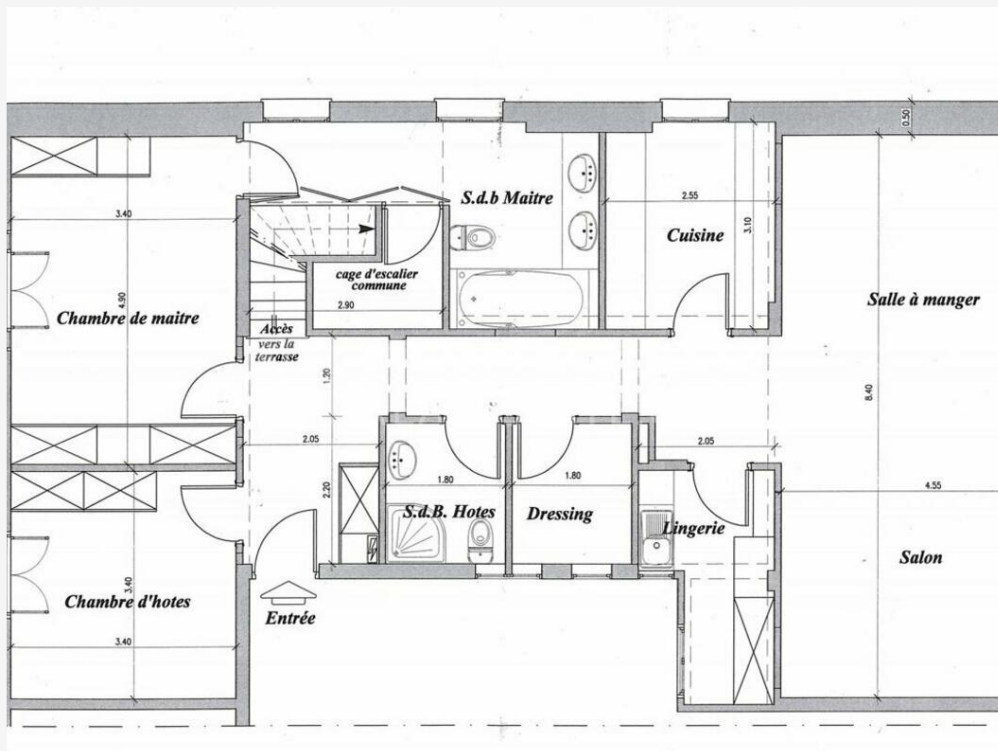 0.50
S.d.b Maitre
2.55
3.10
Cuisine
3.40
4.90
Chambre de maitre
cage d'escalier
commune
2.90
Accès
vers la
terrasse
Salle à manger
8.40
1.20
2.05
2.20
1.80
S.d.B. Hotes
1.80
Dressing
2.05
Lingerie
4.55
Salon
3.40
Chambre d'hotes
3.40
Entrée